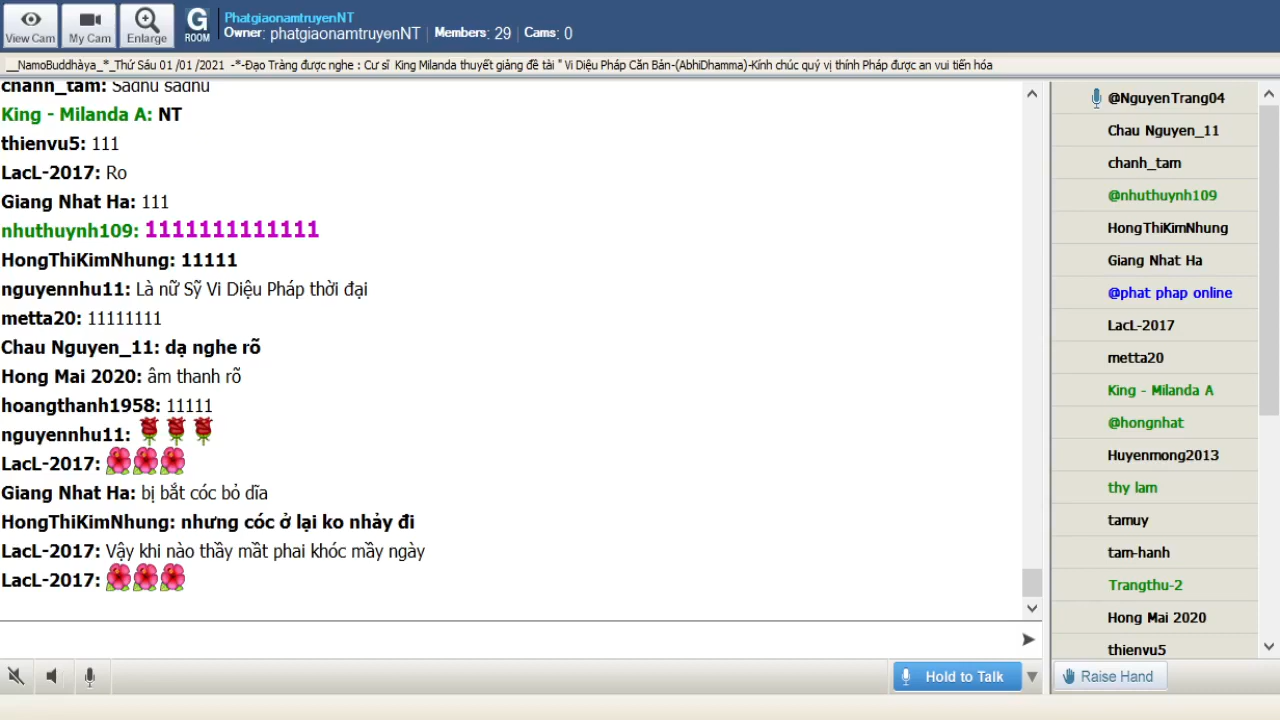 View Cam
My Cam
Enlarge
G
ROOM
PhatgiaonamtruyenNT
Owner: phatgiaonamtruyenNT | Members: 29 | Cams: 0
__NamoBuddhàya_*_Thứ Sáu 01 /01 /2021 -*-Đạo Tràng được nghe : Cư sĩ King Milanda thuyết giảng đề tài " Vi Diệu Pháp Căn Bản-(AbhiDhamma)-Kính chúc quý vị thính Pháp được an vui tiến hóa
chanh_tam: Sadhu sadhu
King - Milanda A: NT
thienvu5: 111
LacL-2017: Ro
Giang Nhat Ha: 111
nhuthuynh109: 1111111111111
HongThiKimNhung: 11111
nguyennhu11: Là nữ Sỹ Vi Diệu Pháp thời đại
metta20: 11111111
Chau Nguyen_11: dạ nghe rõ
Hong Mai 2020: âm thanh rõ
hoangthanh1958: 11111
nguyennhu11:
LacL-2017:
Giang Nhat Ha: bị bắt cóc bỏ dĩa
HongThiKimNhung: nhưng cóc ở lại ko nhảy đi
LacL-2017: Vậy khi nào thầy mầt phai khóc mầy ngày
LacL-2017:
@NguyenTrang04
Chau Nguyen_11
chanh_tam
@nhuthuynh109
HongThiKimNhung
Giang Nhat Ha
@phat phap online
LacL-2017
metta20
King - Milanda A
@hongnhat
Huyenmong2013
thy lam
tamuy
tam-hanh
Trangthu-2
Hong Mai 2020
thienvu5
Hold to Talk
Raise Hand